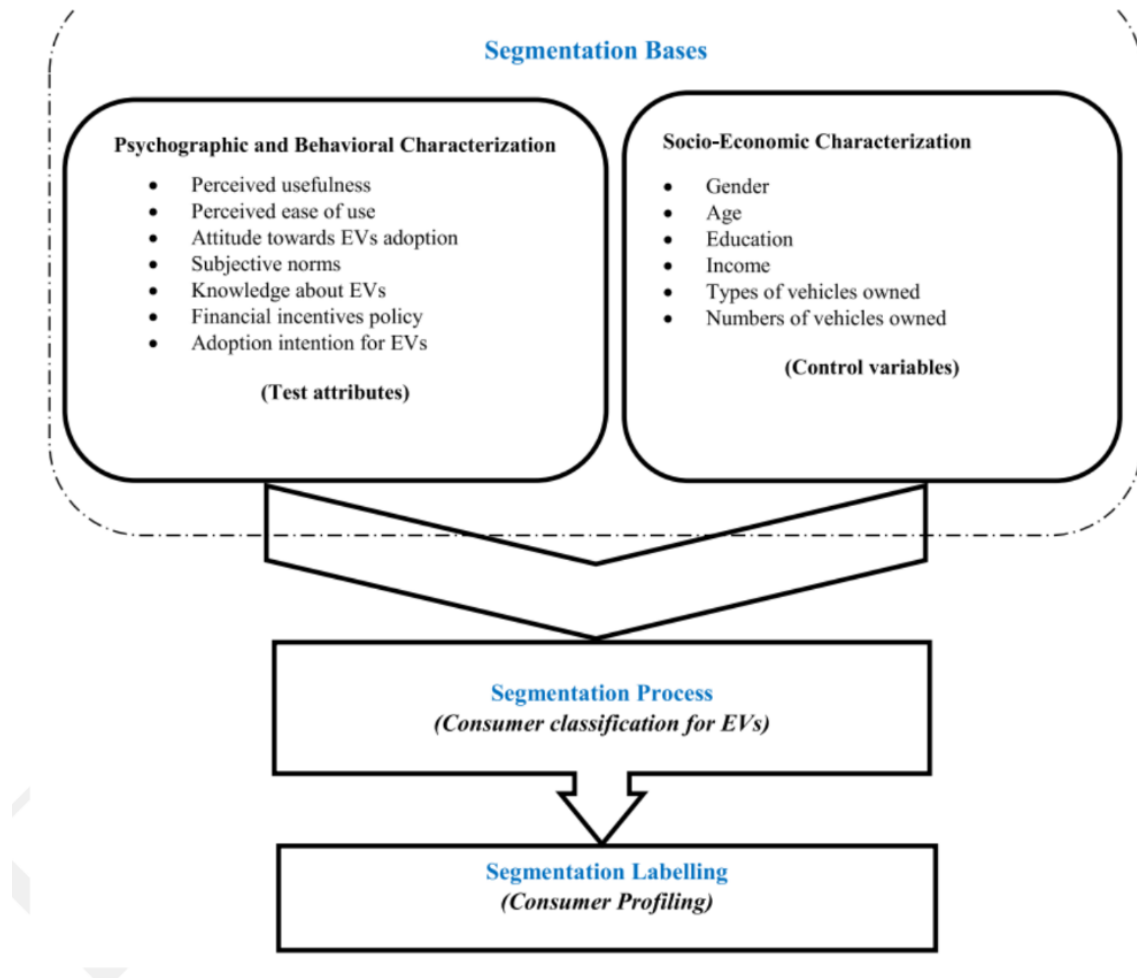 Segmentation Bases
Psychographic and Behavioral Characterization
• Perceived usefulness
• Perceived ease of use
• Attitude towards EVs adoption
• Subjective norms
• Knowledge about EVs
• Financial incentives policy
• Adoption intention for EVs
(Test attributes)
Socio-Economic Characterization
• Gender
• Age
• Education
• Income
• Types of vehicles owned
• Numbers of vehicles owned
(Control variables)
Segmentation Process
(Consumer classification for EVs)
Segmentation Labelling
(Consumer Profiling)